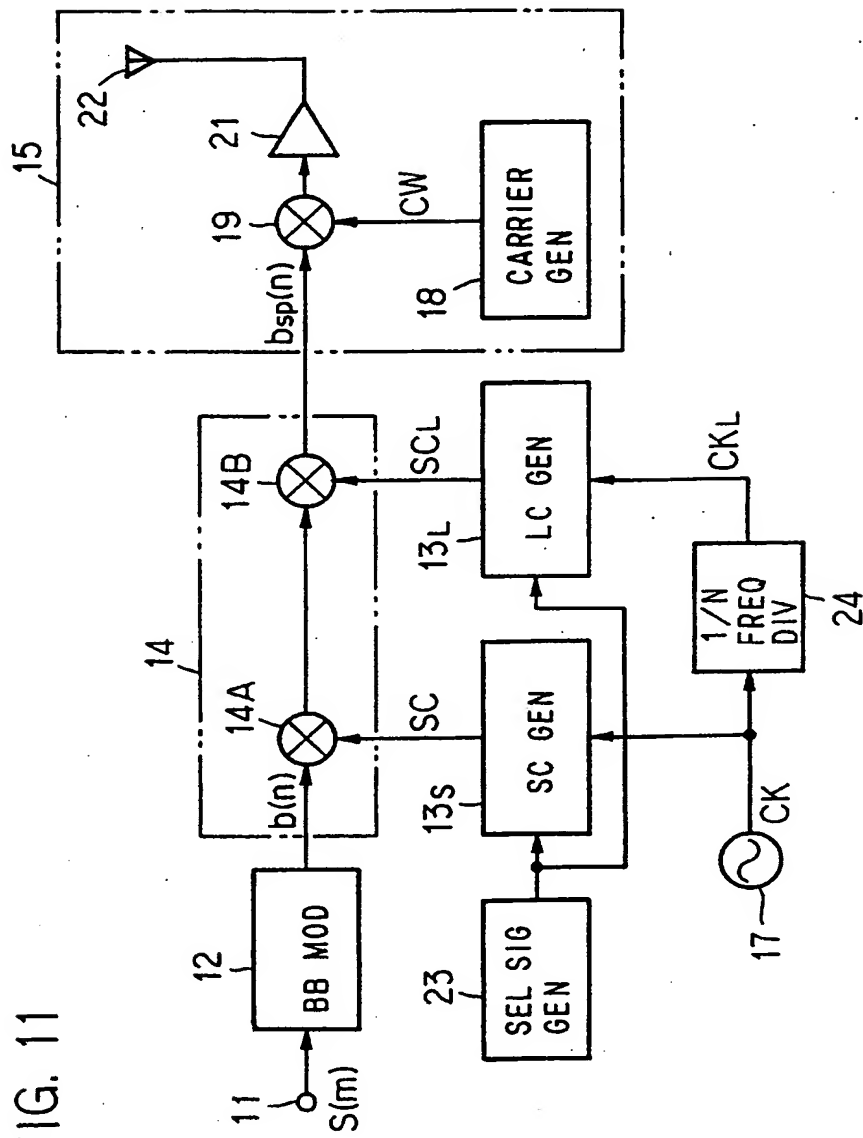 IG. 11
11
S(m)
12
BB MOD
b(n)
14
14A
14B
SC
SCL
bsp(n)
15
19
21
22
CW
18
CARRIER
GEN
23
SEL SIG
GEN
13S
SC GEN
13L
LC GEN
17
CK
1/N
FREQ
DIV
24
CKL